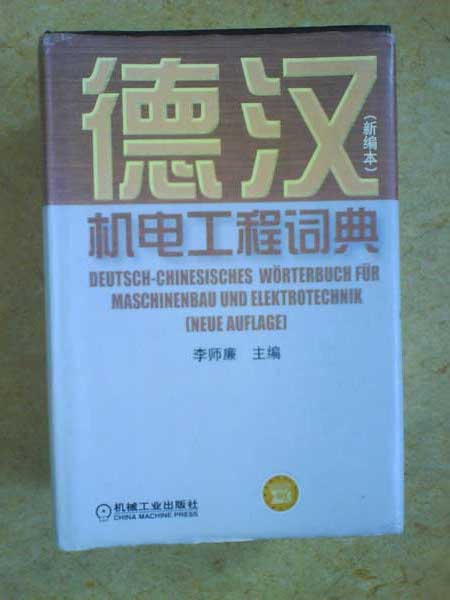 德汉
(新编本)
机电工程词典
DEUTSCH-CHINESISCHES WÖRTERBUCH FÜR
MASCHINENBAU UND ELEKTROTECHNIK
(NEUE AUFLAGE)
李师廉 主编
机械工业出版社
CHINA MACHINE PRESS